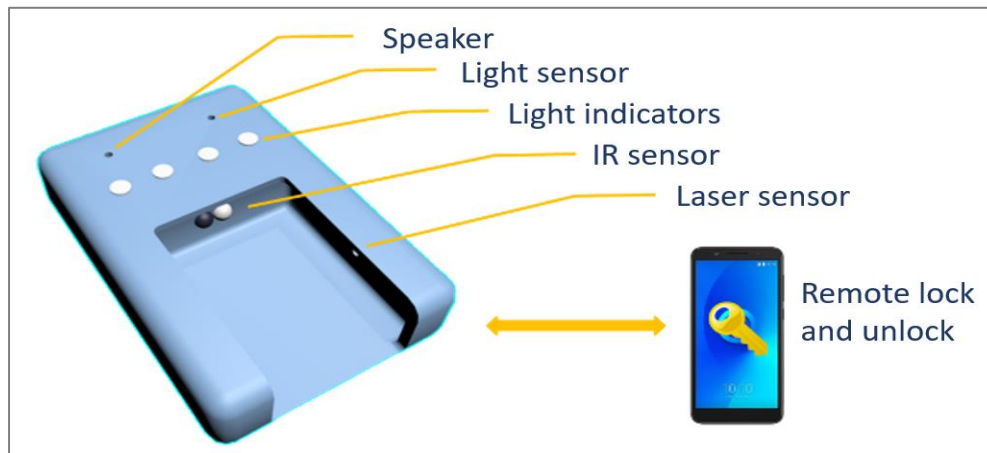 Speaker
Light sensor
Light indicators
IR sensor
Laser sensor
Remote lock
and unlock